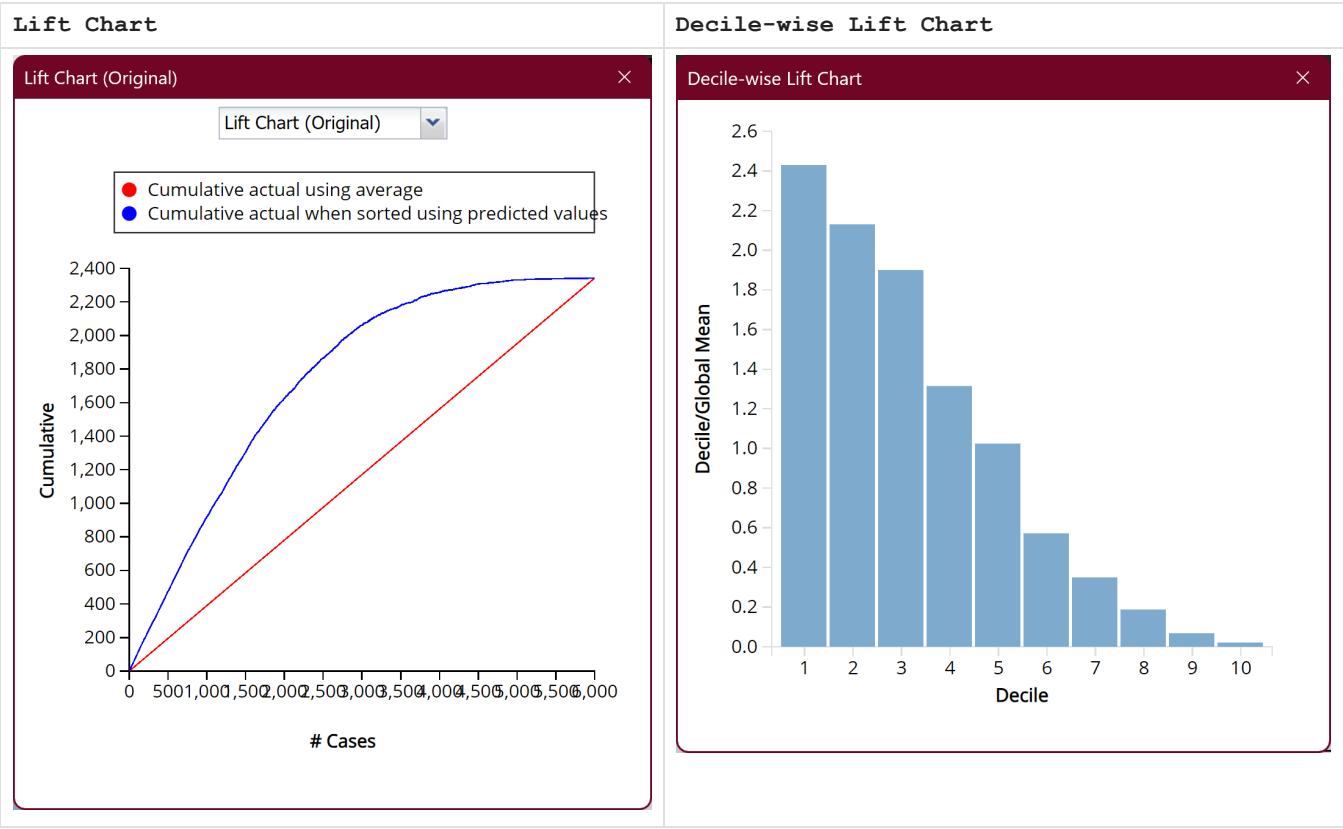 Lift Chart
Decile-wise Lift Chart
Lift Chart (Original)
Lift Chart (Original)
Cumulative actual using average
Cumulative actual when sorted using predicted values
2,400
2,200
2,000
1,800
1,600
1,400
1,200
1,000
800
600
400
200
0
Cumulative
0 500 1,000 1,500 2,000 2,500 3,000 3,500 4,000 4,500 5,000 5,500 6,000
# Cases
Decile-wise Lift Chart
2.6
2.4
2.2
2.0
1.8
1.6
1.4
1.2
1.0
0.8
0.6
0.4
0.2
0.0
Decile/Global Mean
1 2 3 4 5 6 7 8 9 10
Decile